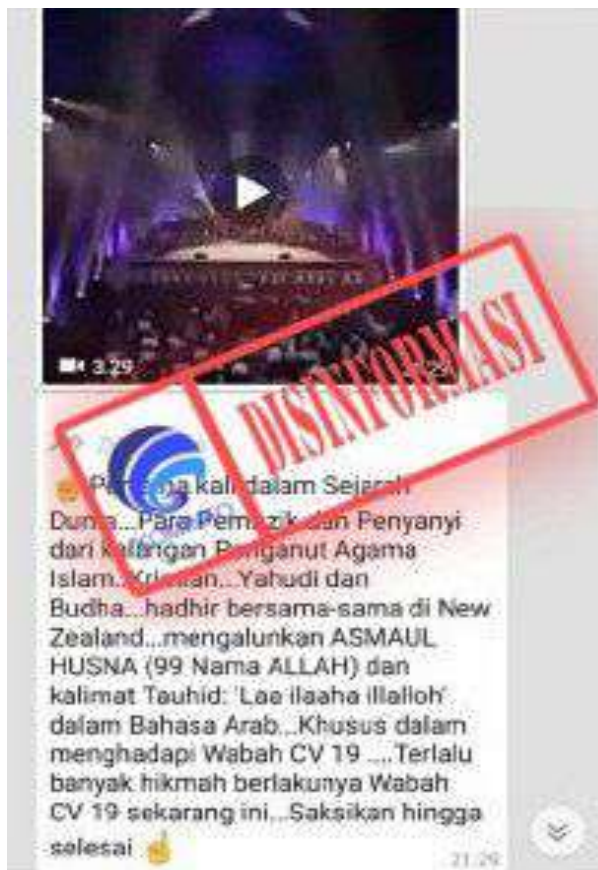 3.29
DISINFORMASI
kali dalam Sejarah
Dunia...Para Pemuzik dan Penyanyi
dari kalangan Penganut Agama
Islam..Kristian...Yahudi dan
Budha...hadhir bersama-sama di New
Zealand...mengalunkan ASMAUL
HUSNA (99 Nama ALLAH) dan
kalimat Tauhid: 'Laa ilaaha illalloh'
dalam Bahasa Arab...Khusus dalam
menghadapi Wabah CV 19 ....Terlalu
banyak hikmah berlakunya Wabah
CV 19 sekarang ini...Saksikan hingga
selesai
21.29